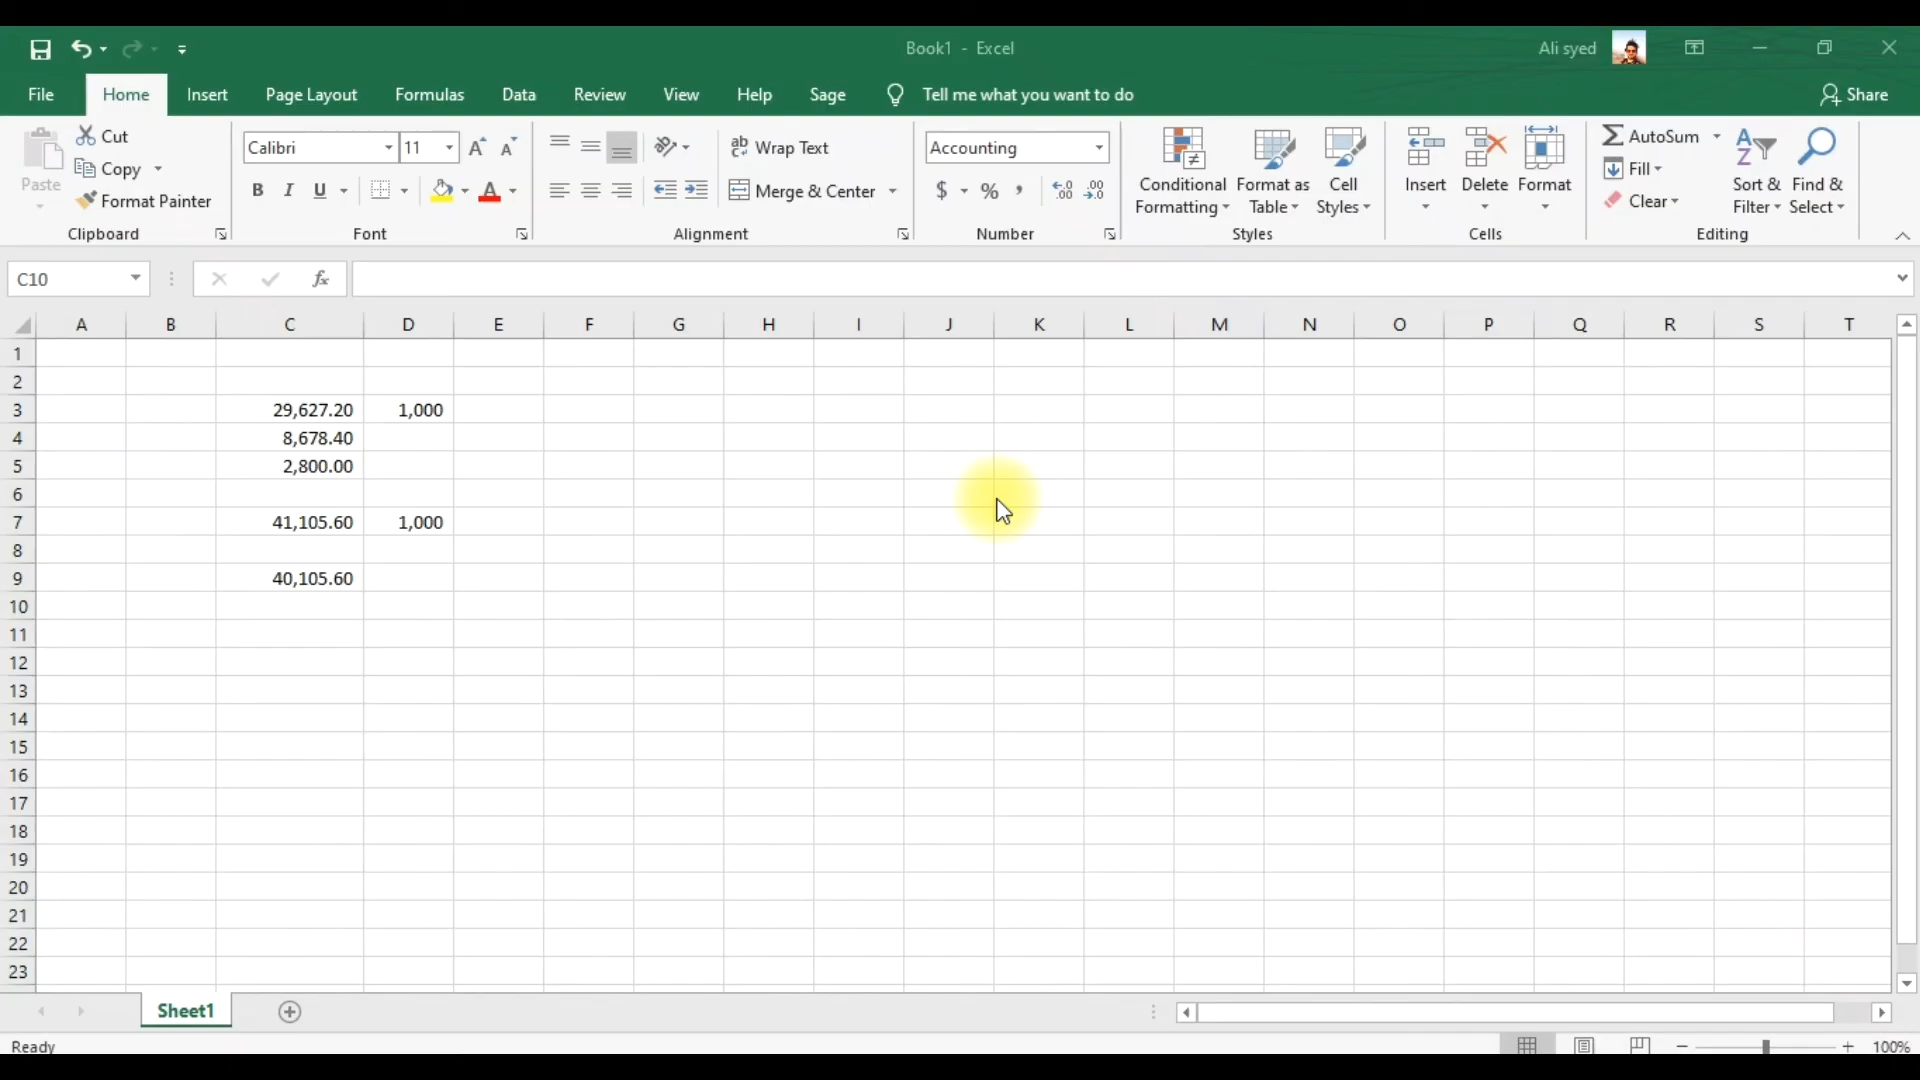 Book1 - Excel
Ali syed
File Home Insert Page Layout Formulas Data Review View Help Sage Tell me what you want to do Share
Paste
Cut
Copy
Format Painter
Clipboard
Calibri 11
B I U A
Font
ab Wrap Text
Merge & Center
Alignment
Accounting
$ % , .00 .0
Number
Conditional Formatting
Format as Table
Cell Styles
Styles
Insert
Delete
Format
Cells
AutoSum
Fill
Clear
Sort & Filter
Find & Select
Editing
C10 fx
A B C D E F G H I J K L M N O P Q R S T
1
2
3 29,627.20 1,000
4 8,678.40
5 2,800.00
6
7 41,105.60 1,000
8
9 40,105.60
10
11
12
13
14
15
16
17
18
19
20
21
22
23
Sheet1
Ready
100%